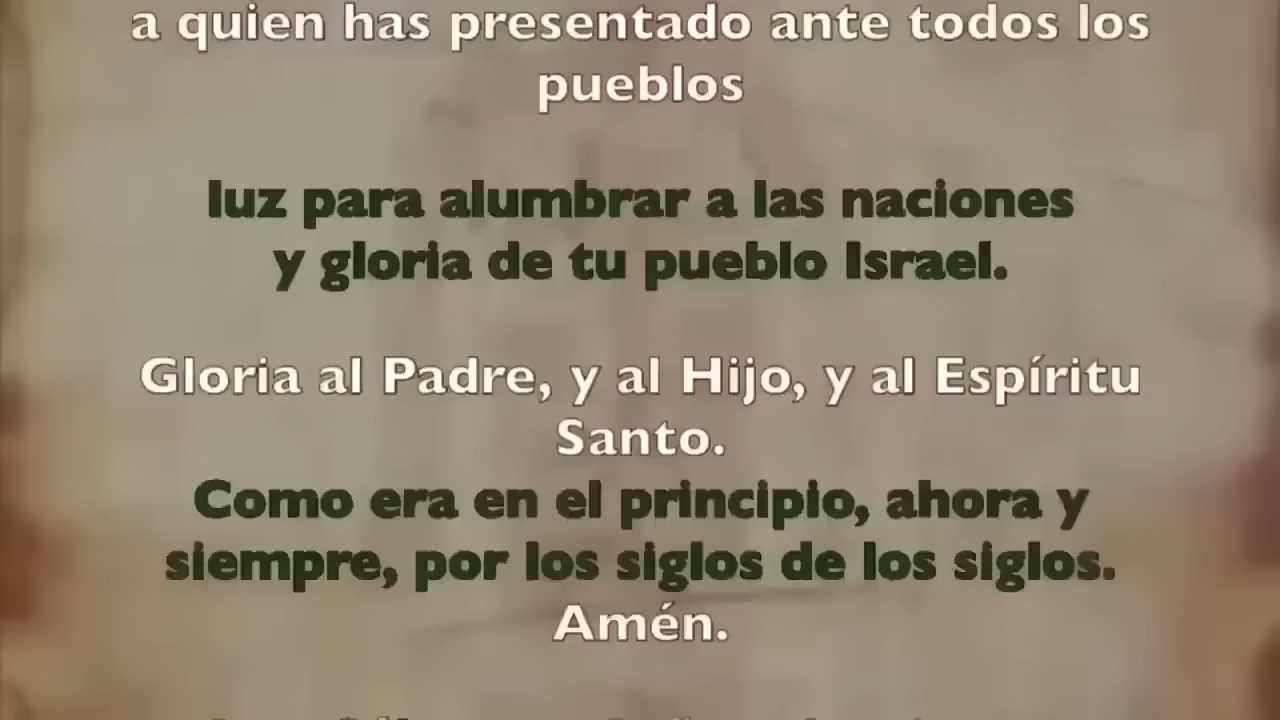 a quien has presentado ante todos los
pueblos
luz para alumbrar a las naciones
y gloria de tu pueblo Israel.
Gloria al Padre, y al Hijo, y al Espíritu
Santo.
Como era en el principio, ahora y
siempre, por los siglos de los siglos.
Amén.